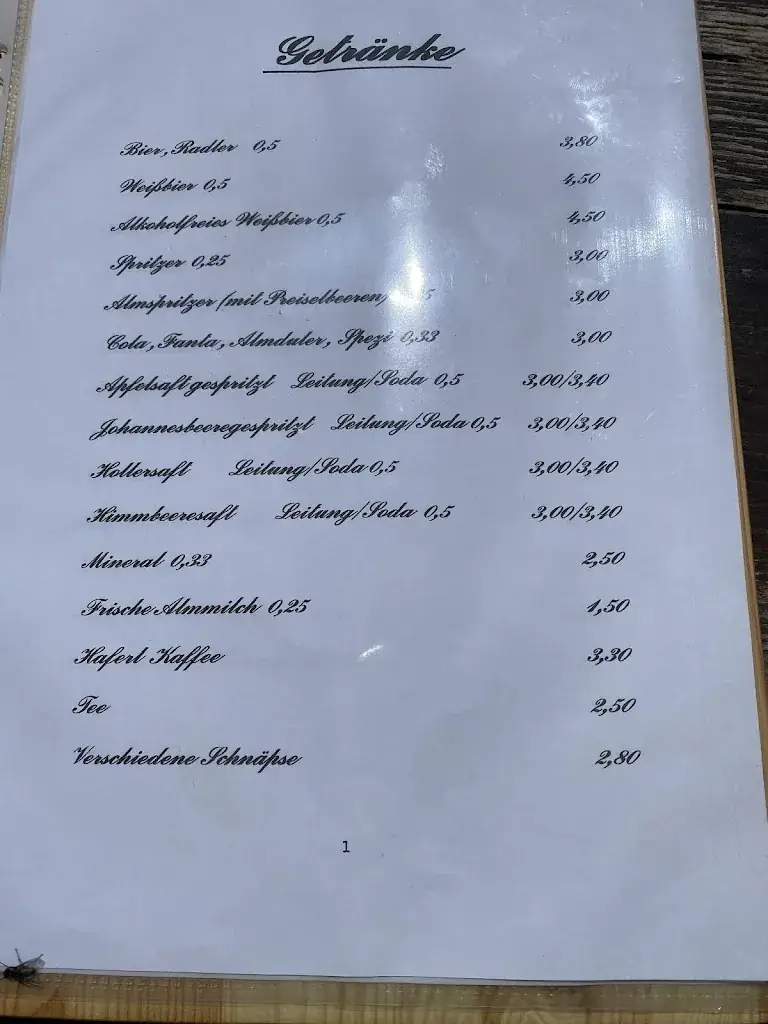 Getränke
Bier, Radler 0,5 3,80
Weißbier 0,5 4,50
Alkoholfreies Weißbier 0,5 4,50
Spritzer 0,25 3,00
Almspritzer (mit Preiselbeeren) 3,00
Cola, Fanta, Almduler, Spezi 0,33 3,00
Apfelsaft gespritzt Leitung/Soda 0,5 3,00/3,40
Johannesbeeregespritzt Leitung/Soda 0,5 3,00/3,40
Hollersaft Leitung/Soda 0,5 3,00/3,40
Himmbeeresaft Leitung/Soda 0,5 3,00/3,40
Mineral 0,33 2,50
Frische Almmilch 0,25 1,50
Haferl Kaffee 3,30
Tee 2,50
Verschiedene Schnäpse 2,80
1